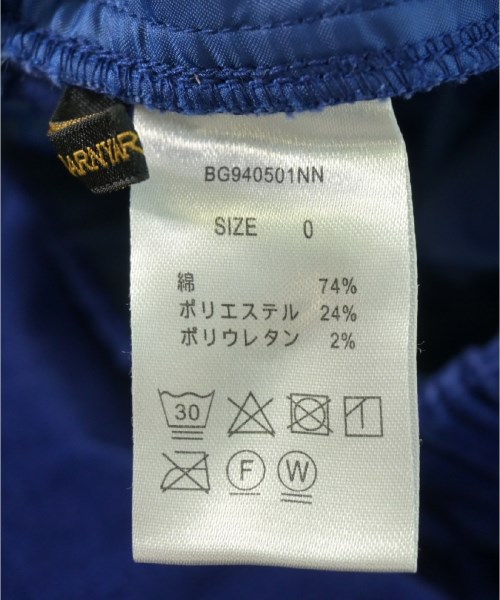 BG940501NN
SIZE 0
綿 74%
ポリエステル 24%
ポリウレタン 2%
30
F W